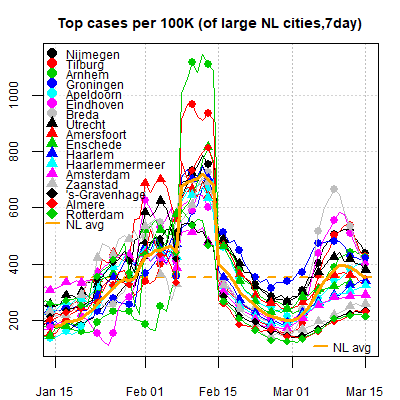 Top cases per 100K (of large NL cities,7day)
Nijmegen
Tilburg
Arnhem
Groningen
Apeldoorn
Eindhoven
Breda
Utrecht
Amersfoort
Enschede
Haarlem
Haarlemmermeer
Amsterdam
Zaanstad
's-Gravenhage
Almere
Rotterdam
NL avg
1000
800
600
400
200
NL avg
Jan 15
Feb 01
Feb 15
Mar 01
Mar 15